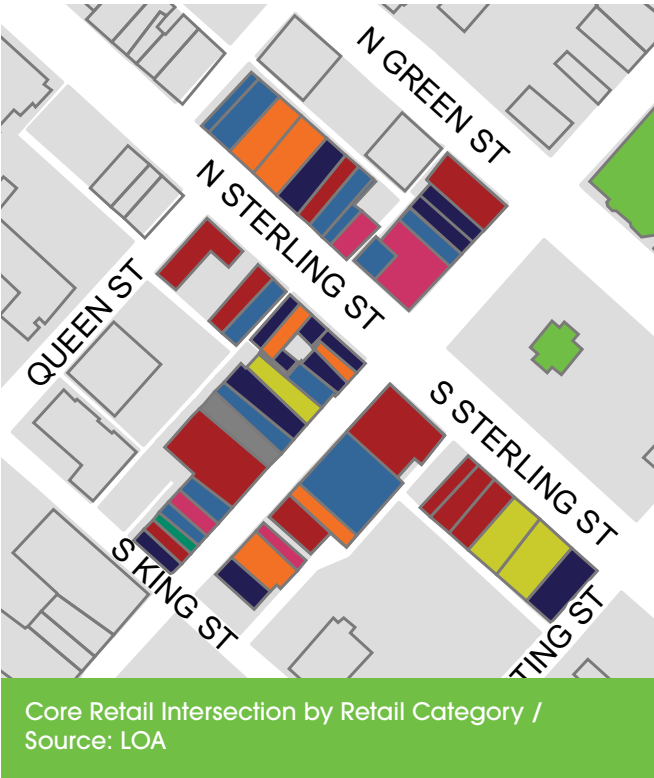 N GREEN ST
N STERLING ST
QUEEN ST
S STERLING ST
S KING ST
TING ST
Core Retail Intersection by Retail Category /
Source: LOA